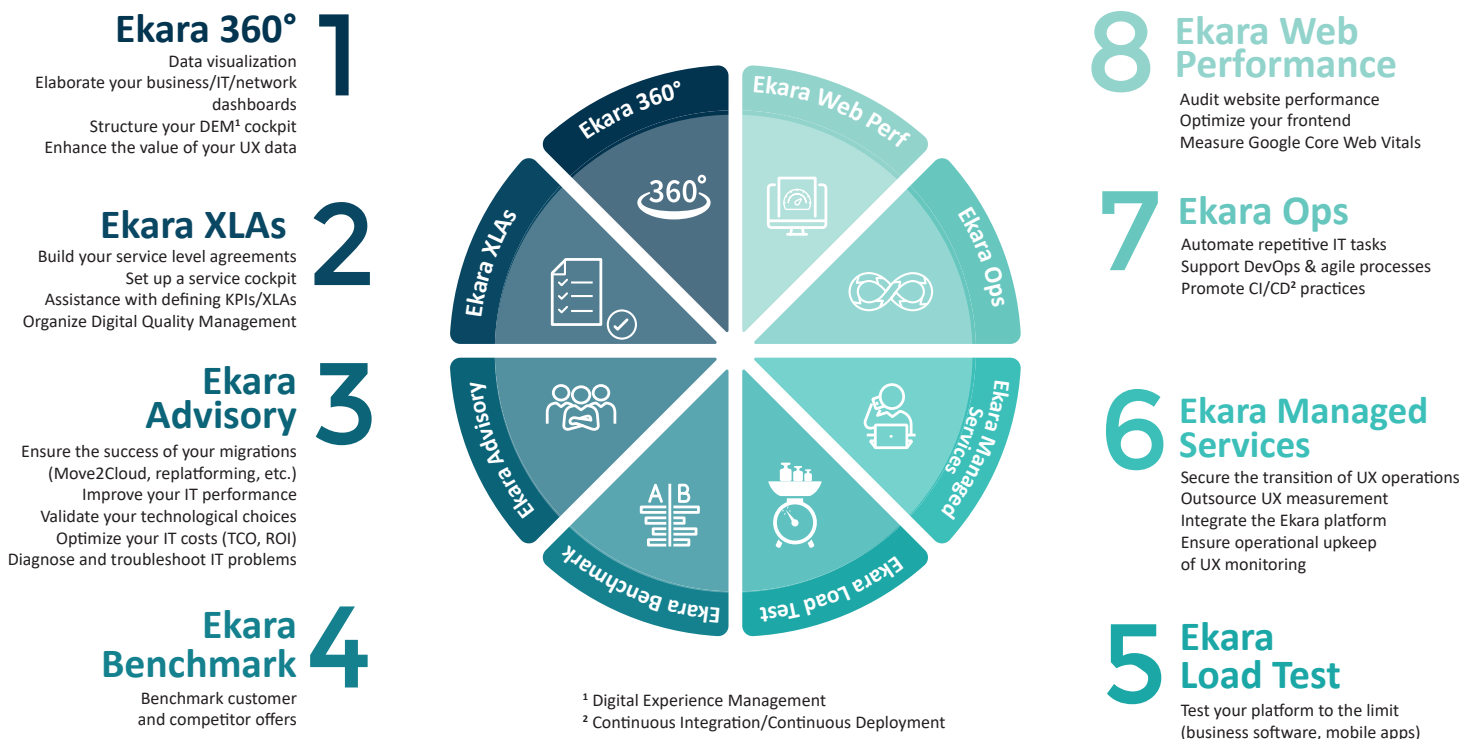 Ekara 360°
1
Data visualization
Elaborate your business/IT/network
dashboards
Structure your DEM¹ cockpit
Enhance the value of your UX data
Ekara XLAs
2
Build your service level agreements
Set up a service cockpit
Assistance with defining KPIs/XLAs
Organize Digital Quality Management
Ekara
Advisory
3
Ensure the success of your migrations
(Move2Cloud, replatforming, etc.)
Improve your IT performance
Validate your technological choices
Optimize your IT costs (TCO, ROI)
Diagnose and troubleshoot IT problems
Ekara
Benchmark
4
Benchmark customer
and competitor offers
Ekara 360°
360°
Ekara Web Perf
Ekara XLAs
Ekara Ops
Ekara Advisory
Ekara Managed
Services
A B
Ekara Benchmark
Ekara Load Test
¹ Digital Experience Management
² Continuous Integration/Continuous Deployment
8
Ekara Web
Performance
Audit website performance
Optimize your frontend
Measure Google Core Web Vitals
7
Ekara Ops
Automate repetitive IT tasks
Support DevOps & agile processes
Promote CI/CD² practices
6
Ekara Managed
Services
Secure the transition of UX operations
Outsource UX measurement
Integrate the Ekara platform
Ensure operational upkeep
of UX monitoring
5
Ekara
Load Test
Test your platform to the limit
(business software, mobile apps)